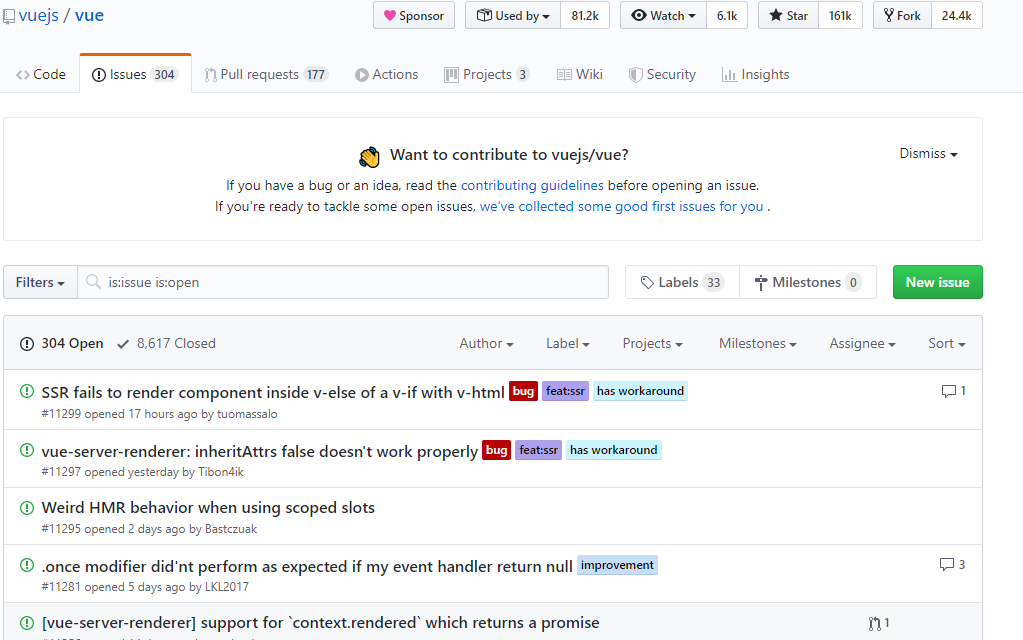 vuejs / vue Sponsor Used by 81.2k Watch 6.1k Star 161k Fork 24.4k
Code Issues 304 Pull requests 177 Actions Projects 3 Wiki Security Insights
Want to contribute to vuejs/vue? Dismiss
If you have a bug or an idea, read the contributing guidelines before opening an issue.
If you're ready to tackle some open issues, we've collected some good first issues for you .
Filters is:issue is:open Labels 33 Milestones 0 New issue
304 Open 8,617 Closed Author Label Projects Milestones Assignee Sort
SSR fails to render component inside v-else of a v-if with v-html bug feat:ssr has workaround 1
#11299 opened 17 hours ago by tuomassalo
vue-server-renderer: inheritAttrs false doesn't work properly bug feat:ssr has workaround
#11297 opened yesterday by Tibon4ik
Weird HMR behavior when using scoped slots
#11295 opened 2 days ago by Bastczuak
.once modifier did'nt perform as expected if my event handler return null improvement 3
#11281 opened 5 days ago by LKL2017
[vue-server-renderer] support for `context.rendered` which returns a promise 1